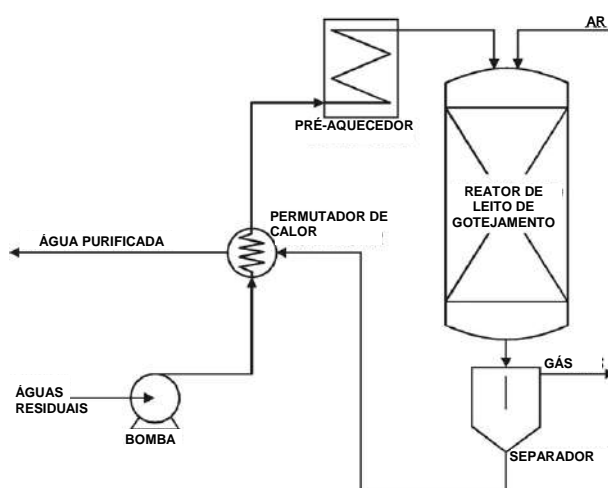 AR
PRÉ-AQUECEDOR
REATOR DE
LEITO DE
GOTEJAMENTO
PERMUTADOR DE
CALOR
ÁGUA PURIFICADA
GÁS
ÁGUAS
RESIDUAIS
BOMBA
SEPARADOR